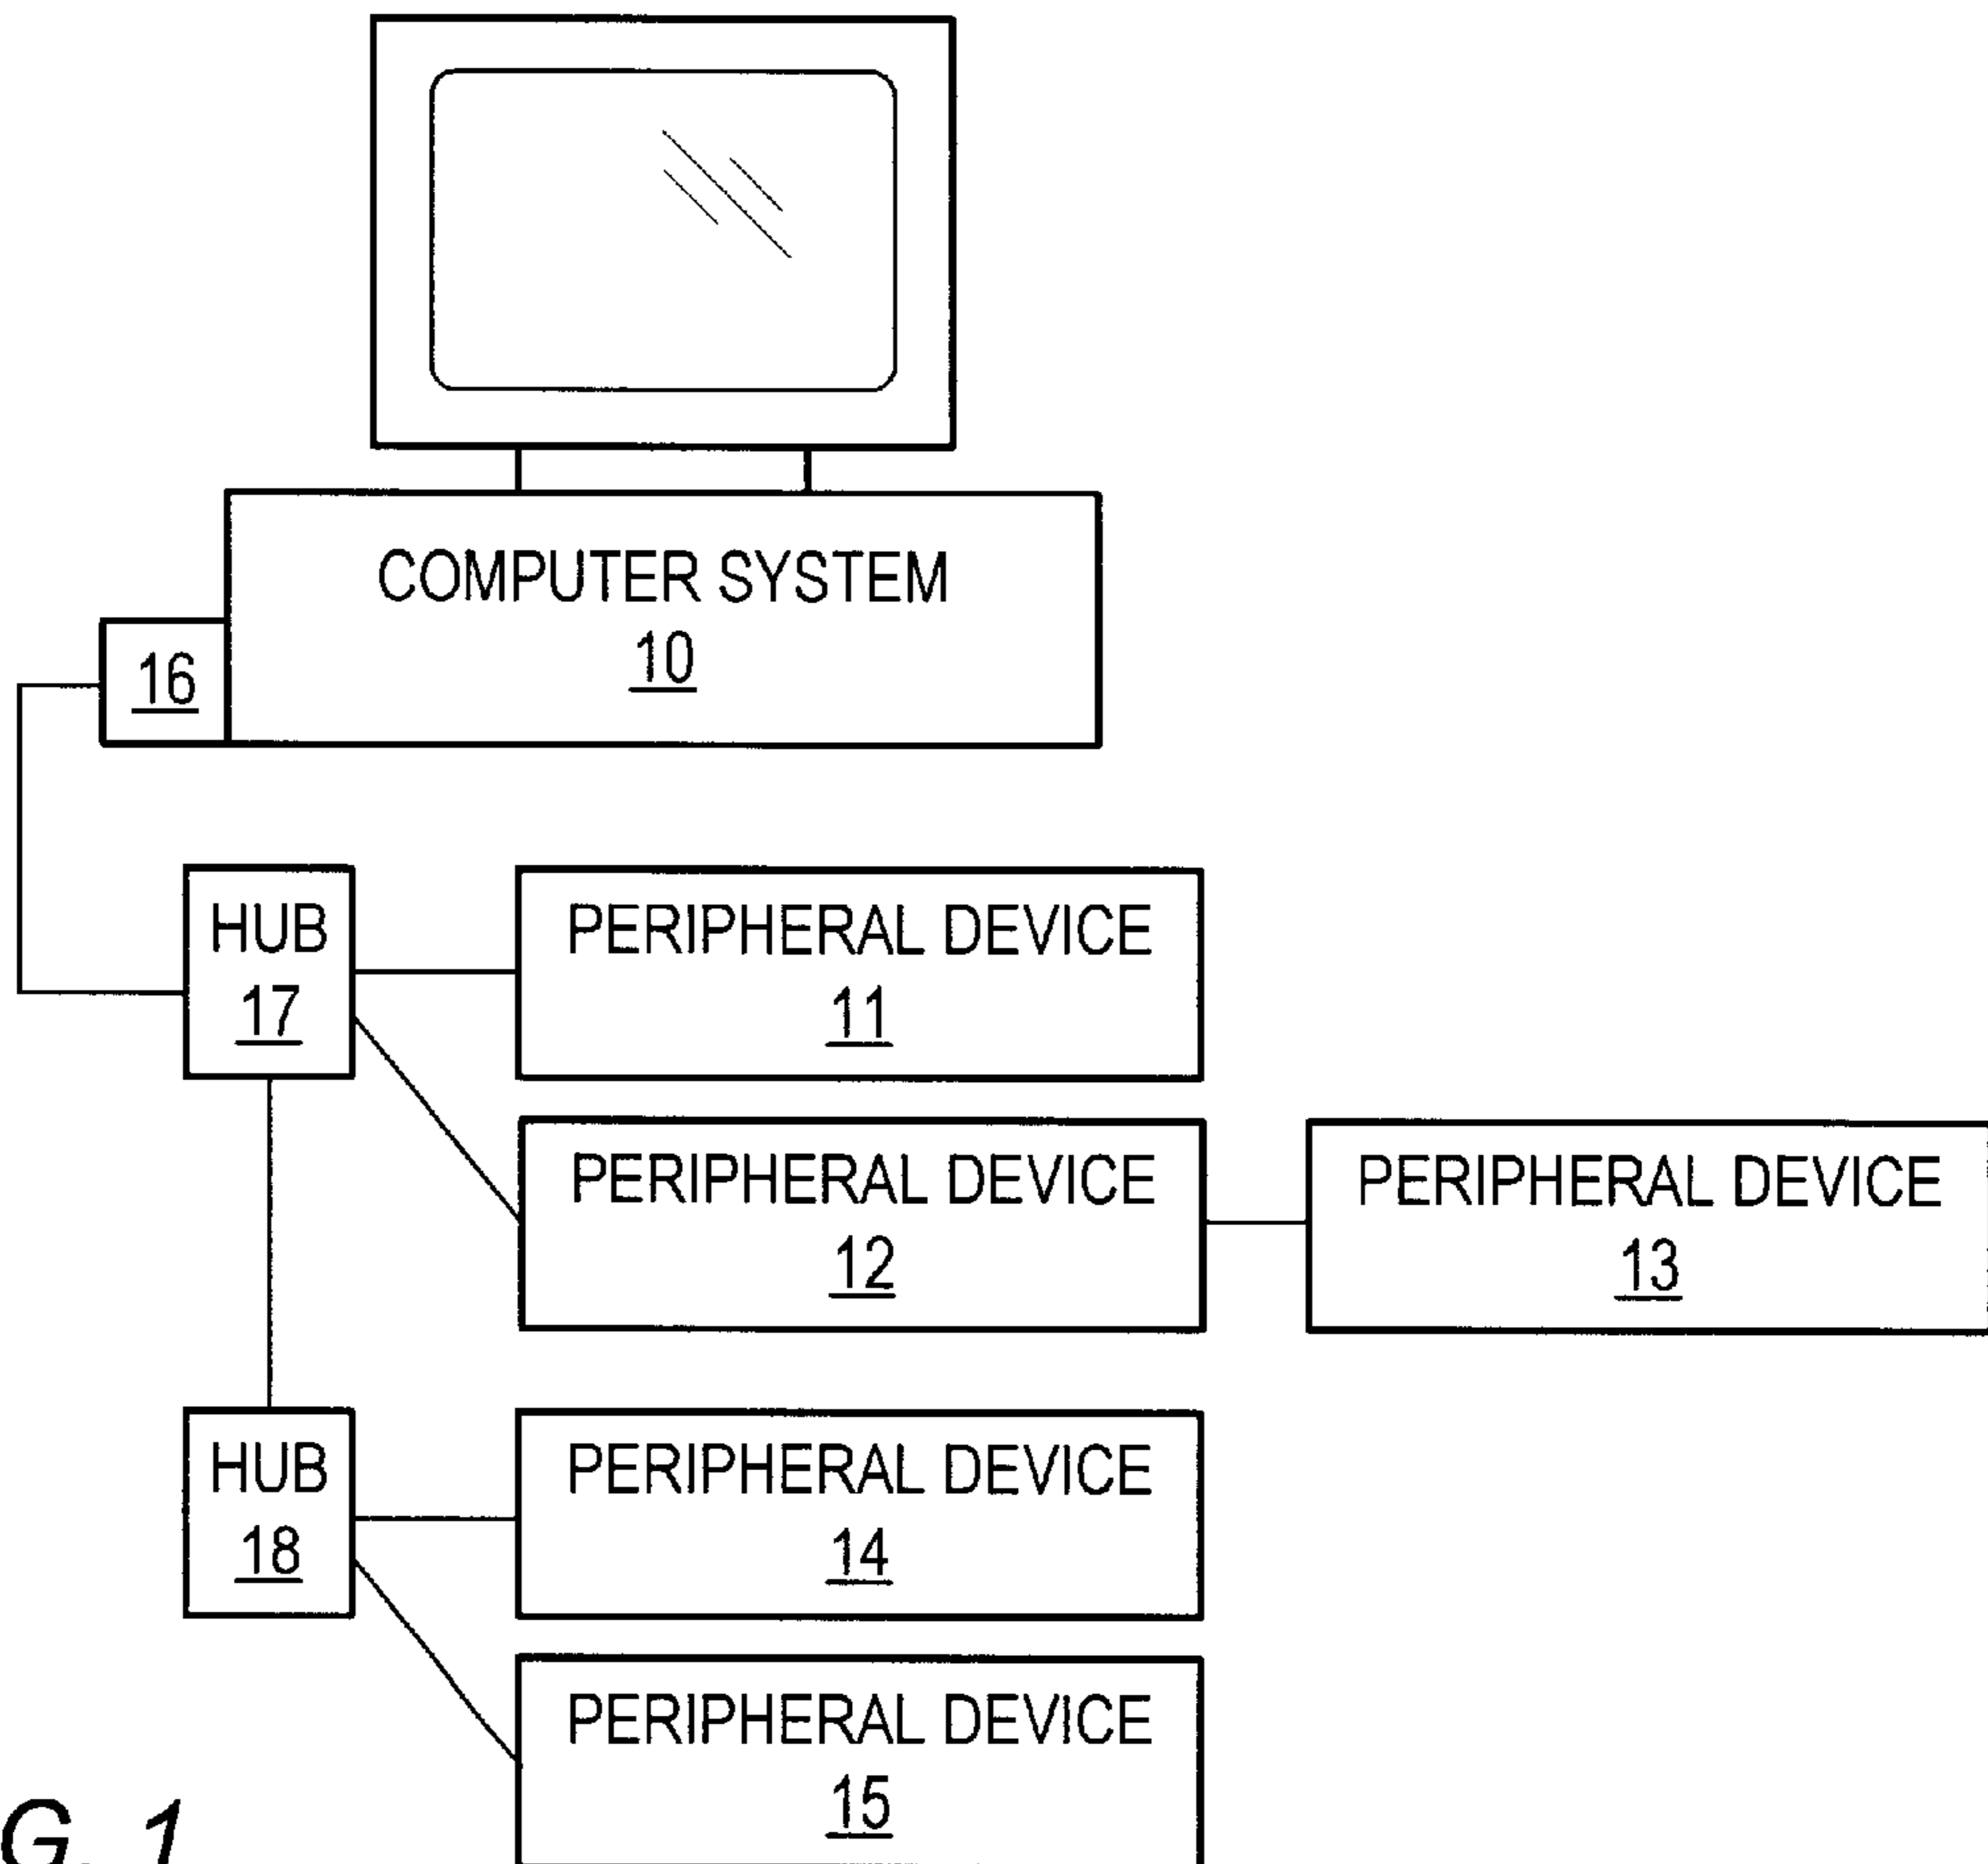 COMPUTER SYSTEM
10
16
HUB
17
PERIPHERAL DEVICE
11
PERIPHERAL DEVICE
12
PERIPHERAL DEVICE
13
HUB
18
PERIPHERAL DEVICE
14
PERIPHERAL DEVICE
15
G. 1